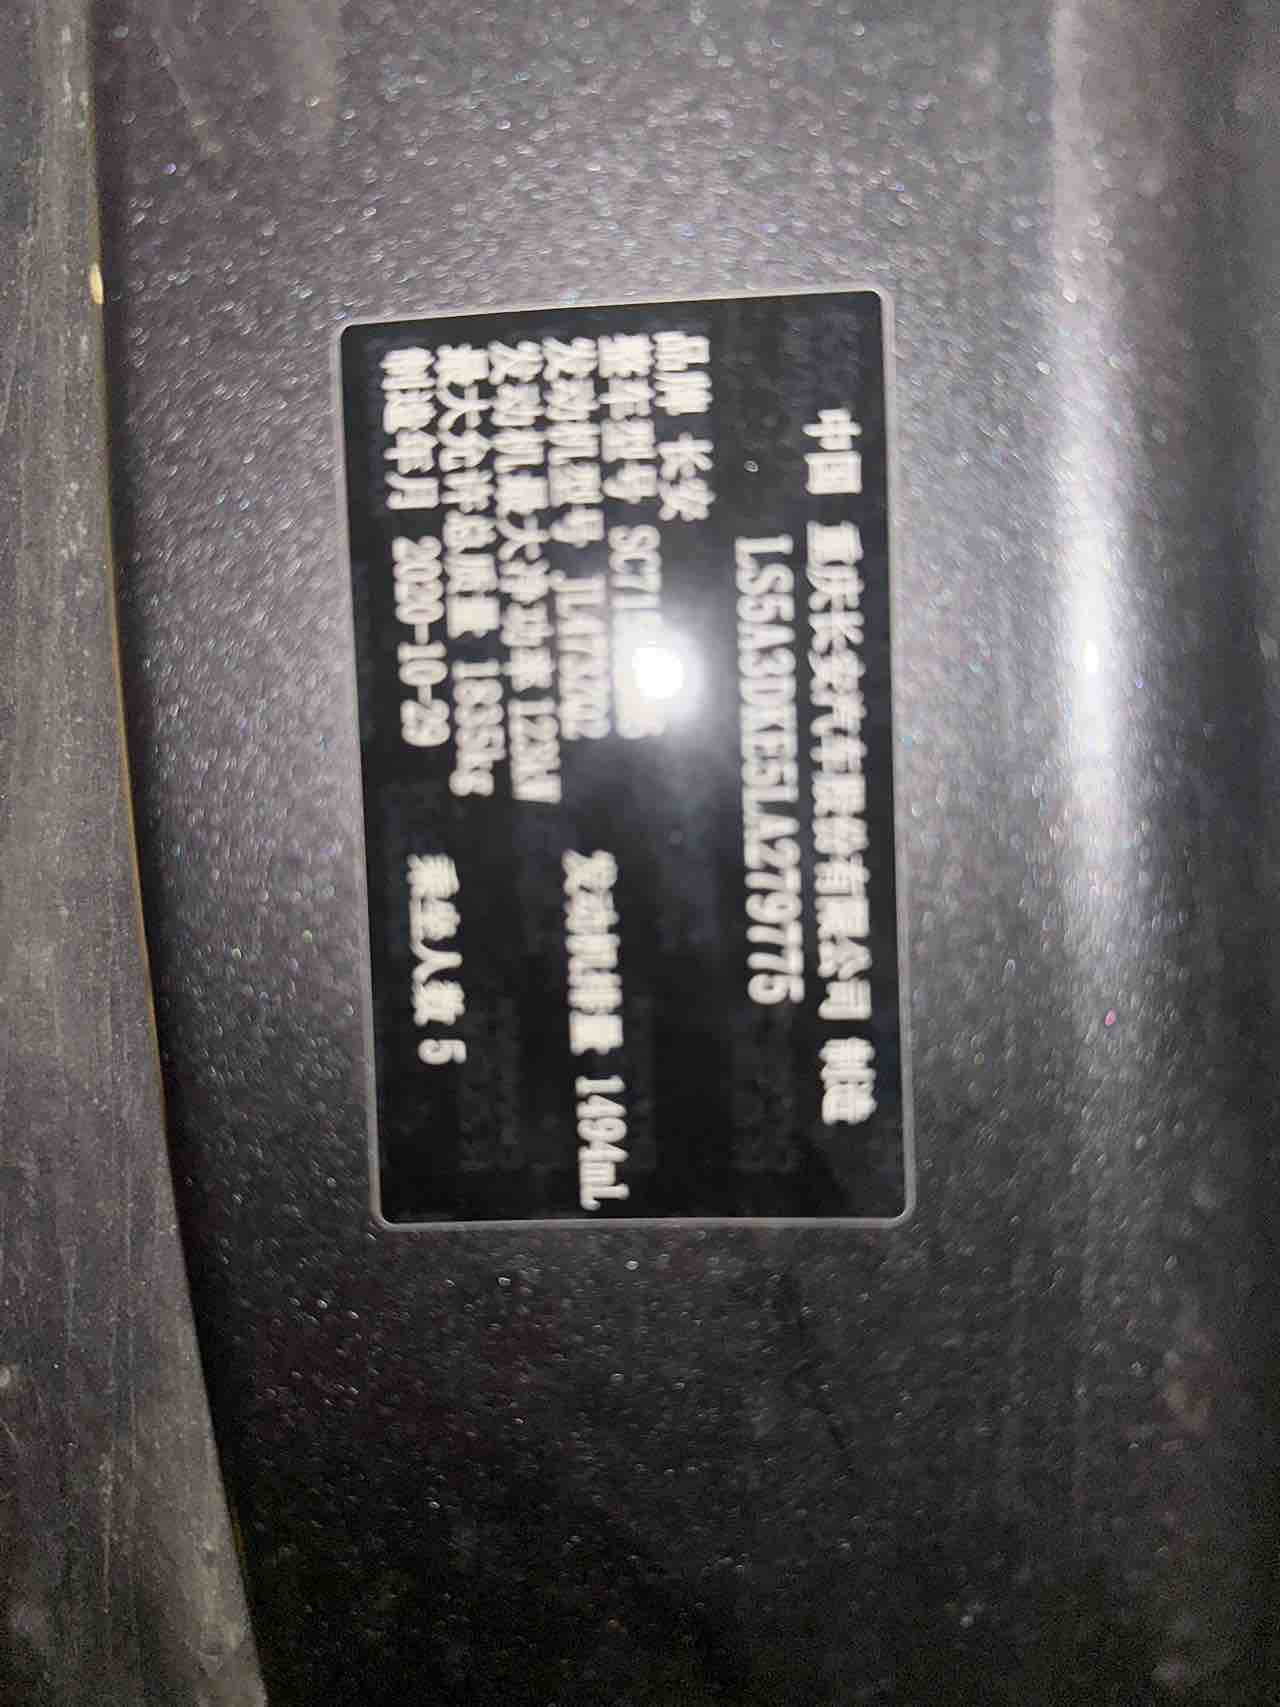 中国 重庆长安汽车股份有限公司 制造
LS5A3DKE5LA279775
品牌 长安
整车型号
发动机型号 JL473ZQ2 发动机排量 1494mL
发动机最大净功率 122kW
最大允许总质量 1835kg
制造年月 2020-10-29 乘坐人数 5